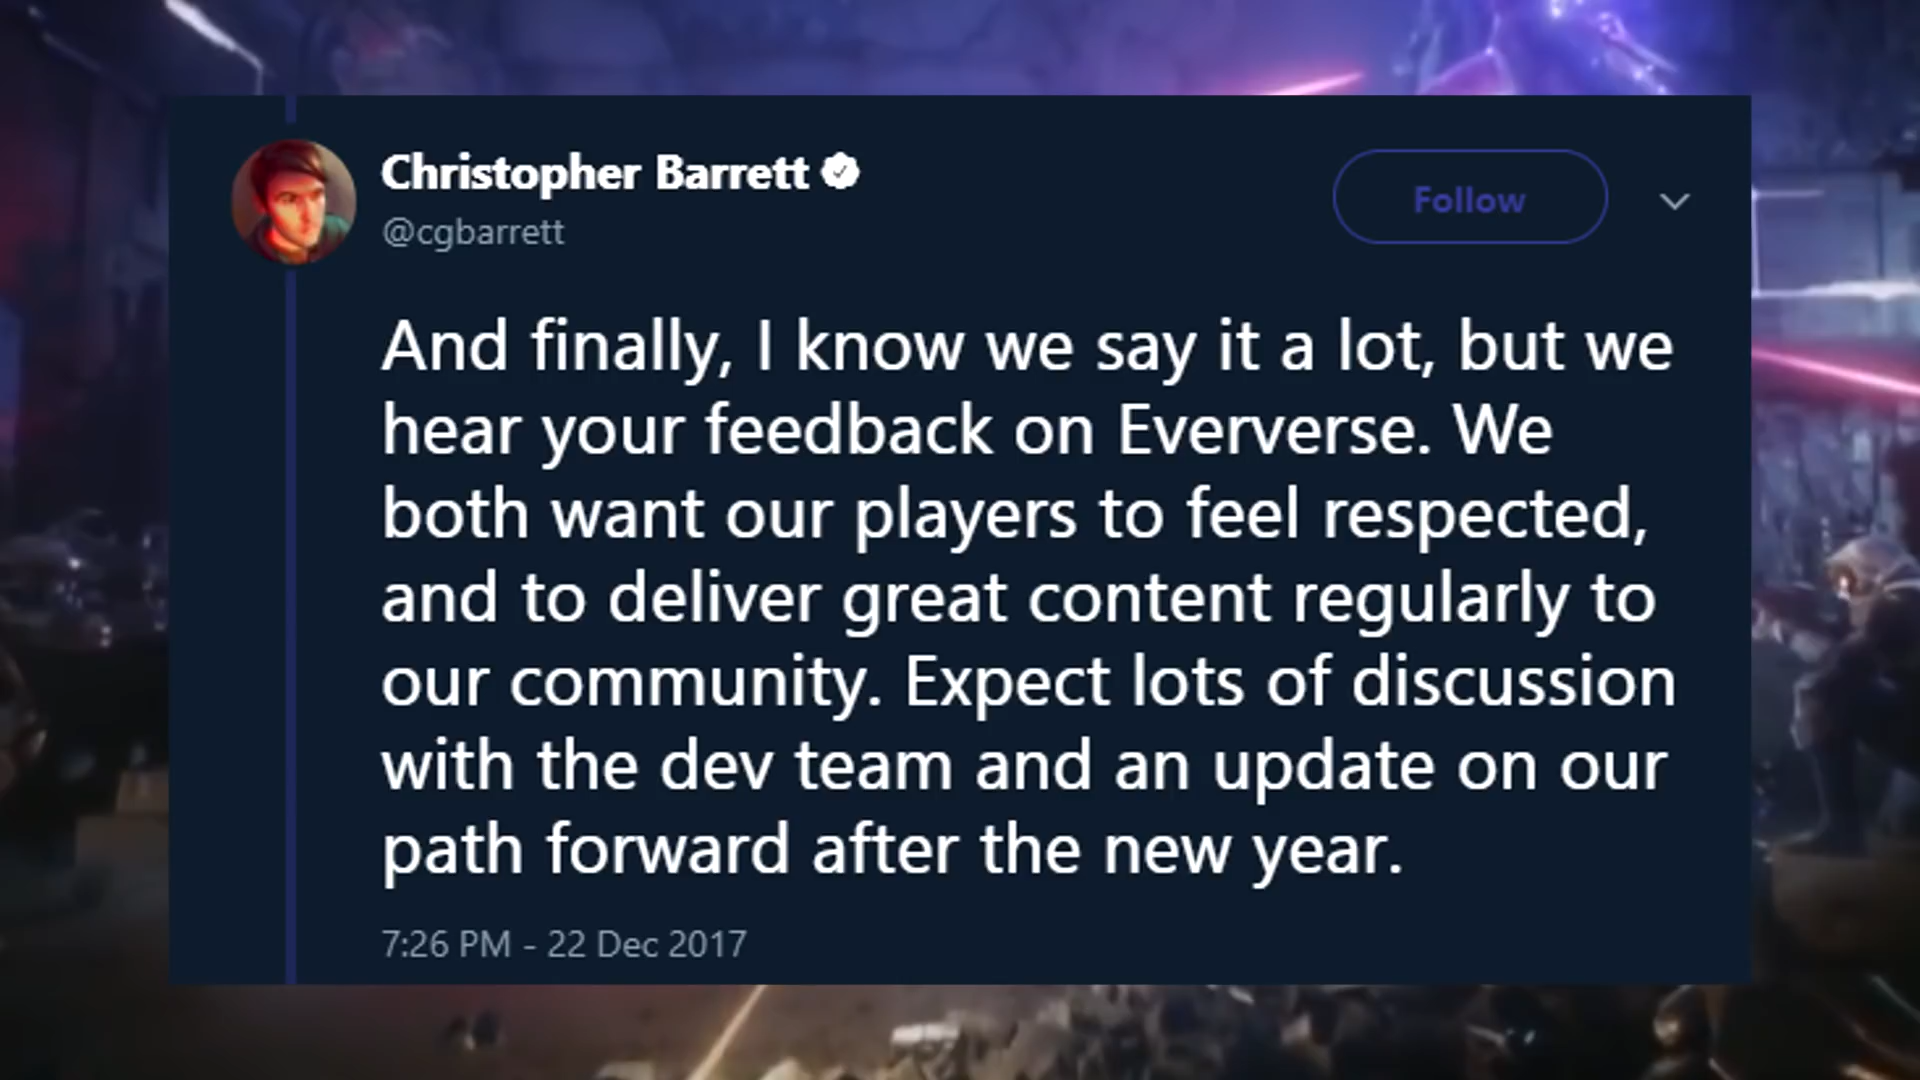 Christopher Barrett
@cgbarrett
Follow
And finally, I know we say it a lot, but we
hear your feedback on Eververse. We
both want our players to feel respected,
and to deliver great content regularly to
our community. Expect lots of discussion
with the dev team and an update on our
path forward after the new year.
7:26 PM - 22 Dec 2017